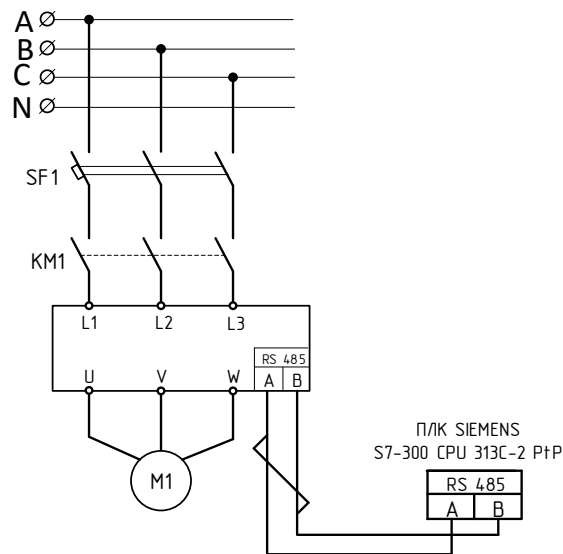 A
B
C
N
SF1
KM1
L1 L2 L3
RS 485
U V W A B
M1
ПЛК SIEMENS
S7-300 CPU 313C-2 PtP
RS 485
A B